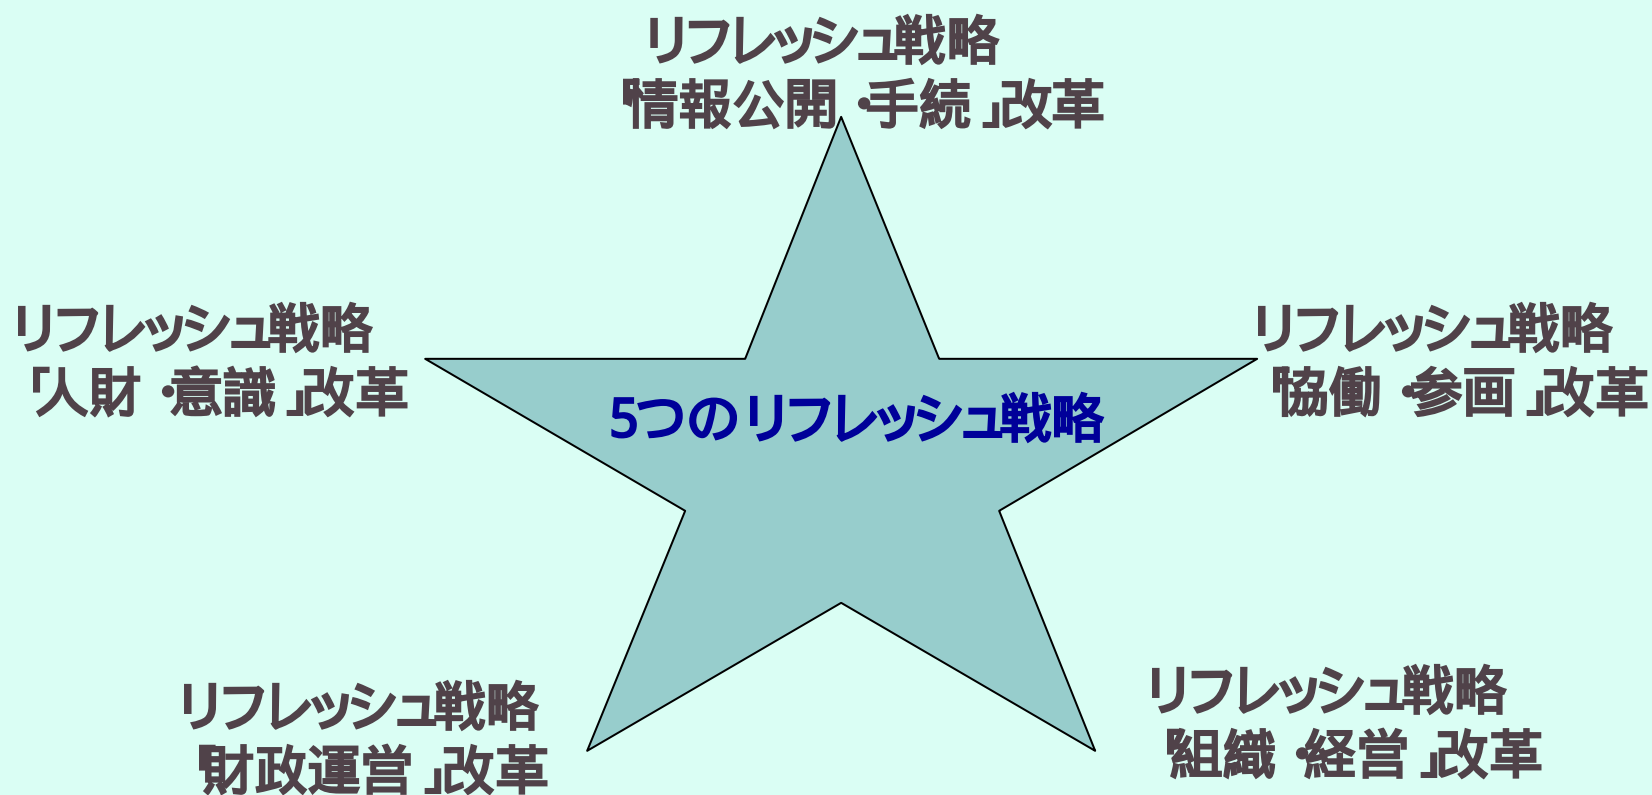 リフレッシュ戦略
「情報公開・手続」改革
リフレッシュ戦略
「人財・意識」改革
リフレッシュ戦略
「協働・参画」改革
5つのリフレッシュ戦略
リフレッシュ戦略
「財政運営」改革
リフレッシュ戦略
「組織・経営」改革